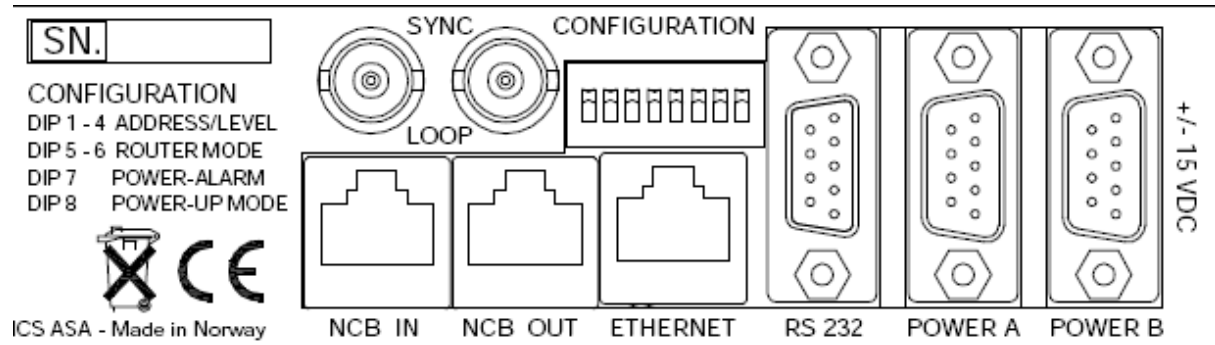 SN.
SYNC
CONFIGURATION
LOOP
CONFIGURATION
DIP 1 - 4 ADDRESS/LEVEL
DIP 5 - 6 ROUTER MODE
DIP 7 POWER-ALARM
DIP 8 POWER-UP MODE
CE
ICS ASA - Made in Norway
NCB IN
NCB OUT
ETHERNET
RS 232
POWER A
POWER B
+/- 15 VDC